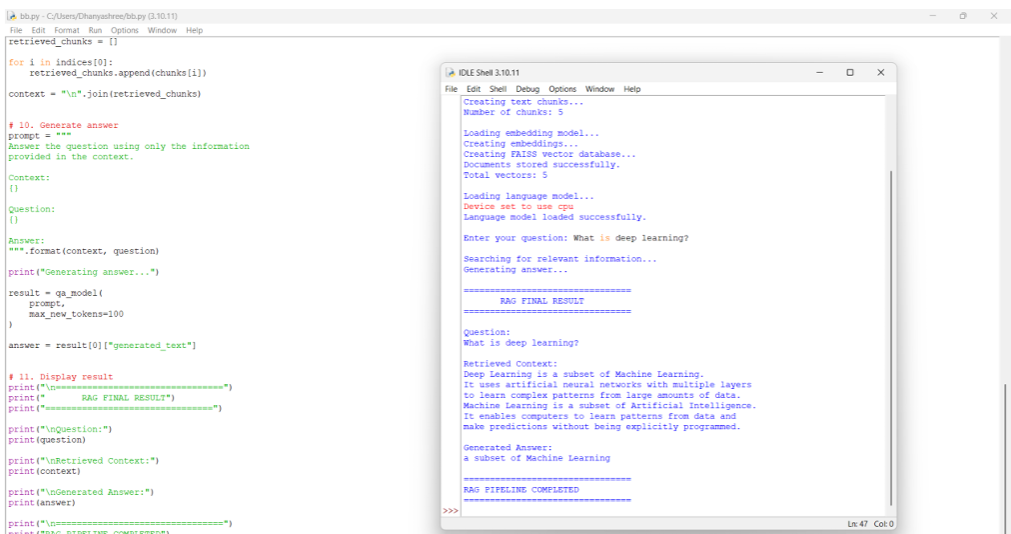 bb.py - C:/Users/Dhanyashree/bb.py (3.10.11)
File Edit Format Run Options Window Help
retrieved_chunks = []
for i in indices[0]:
    retrieved_chunks.append(chunks[i])
context = "\n".join(retrieved_chunks)
# 10. Generate answer
prompt = """
Answer the question using only the information
provided in the context.
Context:
{}
Question:
{}
Answer:
""".format(context, question)
print("Generating answer...")
result = qa_model(
    prompt,
    max_new_tokens=100
)
answer = result[0]["generated_text"]
# 11. Display result
print("\n================================")
print("       RAG FINAL RESULT")
print("================================")
print("\nQuestion:")
print(question)
print("\nRetrieved Context:")
print(context)
print("\nGenerated Answer:")
print(answer)
print("\n================================")
print("RAG PIPELINE COMPLETED")
IDLE Shell 3.10.11
File Edit Shell Debug Options Window Help
Creating text chunks...
Number of chunks: 5
Loading embedding model...
Creating embeddings...
Creating FAISS vector database...
Documents stored successfully.
Total vectors: 5
Loading language model...
Device set to use cpu
Language model loaded successfully.
Enter your question: What is deep learning?
Searching for relevant information...
Generating answer...
================================
       RAG FINAL RESULT
================================
Question:
What is deep learning?
Retrieved Context:
Deep Learning is a subset of Machine Learning.
It uses artificial neural networks with multiple layers
to learn complex patterns from large amounts of data.
Machine Learning is a subset of Artificial Intelligence.
It enables computers to learn patterns from data and
make predictions without being explicitly programmed.
Generated Answer:
a subset of Machine Learning
================================
RAG PIPELINE COMPLETED
================================
>>>
Ln: 47 Col: 0